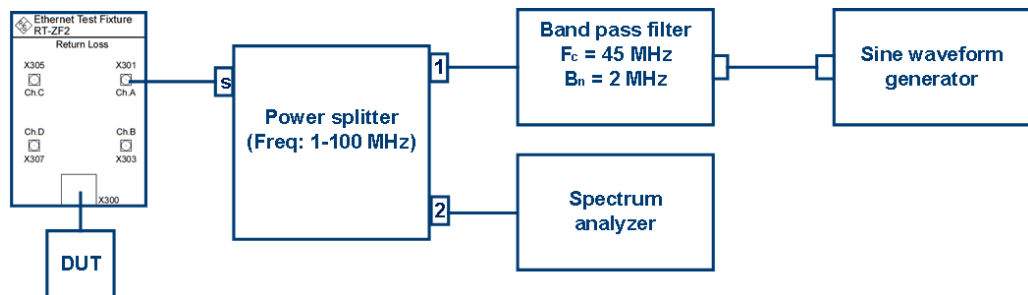 Ethernet Test Fixture
RT-ZF2
Return Loss
X305
X301
Ch.C
Ch.A
Ch.D
Ch.B
X307
X303
X300
DUT
s
Power splitter
(Freq: 1-100 MHz)
1
2
Band pass filter
Fc = 45 MHz
Bn = 2 MHz
Sine waveform
generator
Spectrum
analyzer